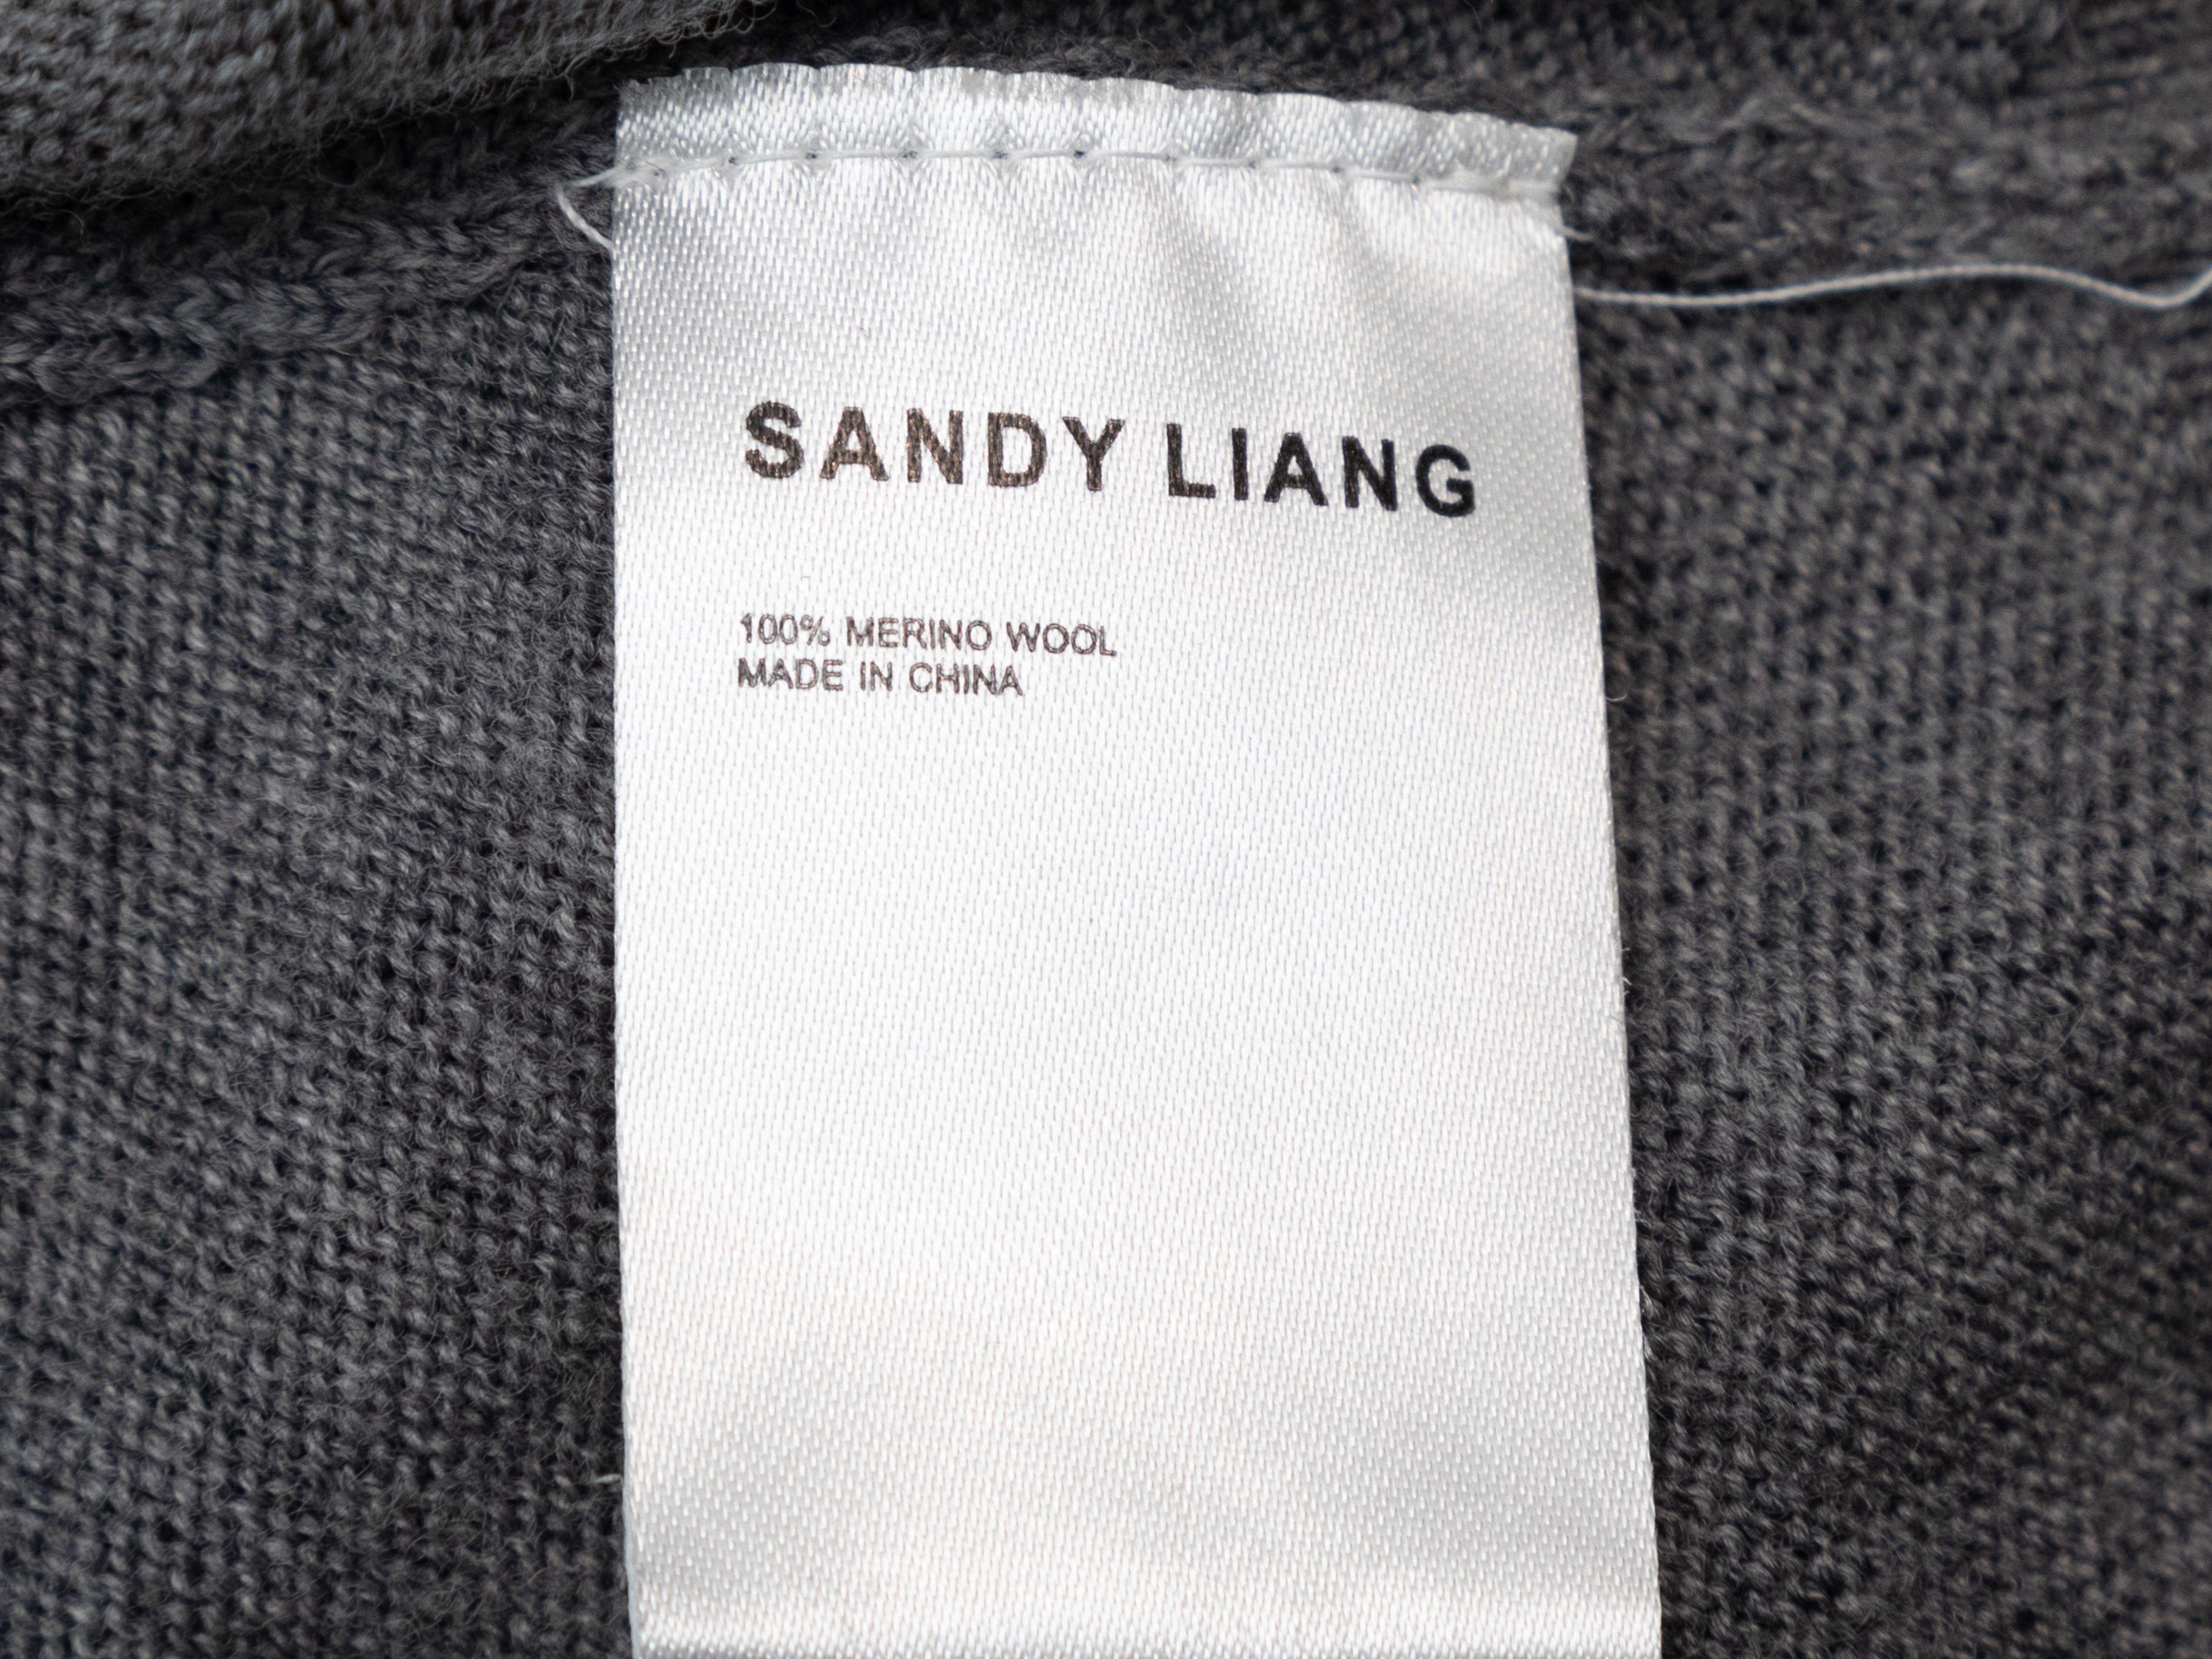 SANDY LIANG
100% MERINO WOOL
MADE IN CHINA